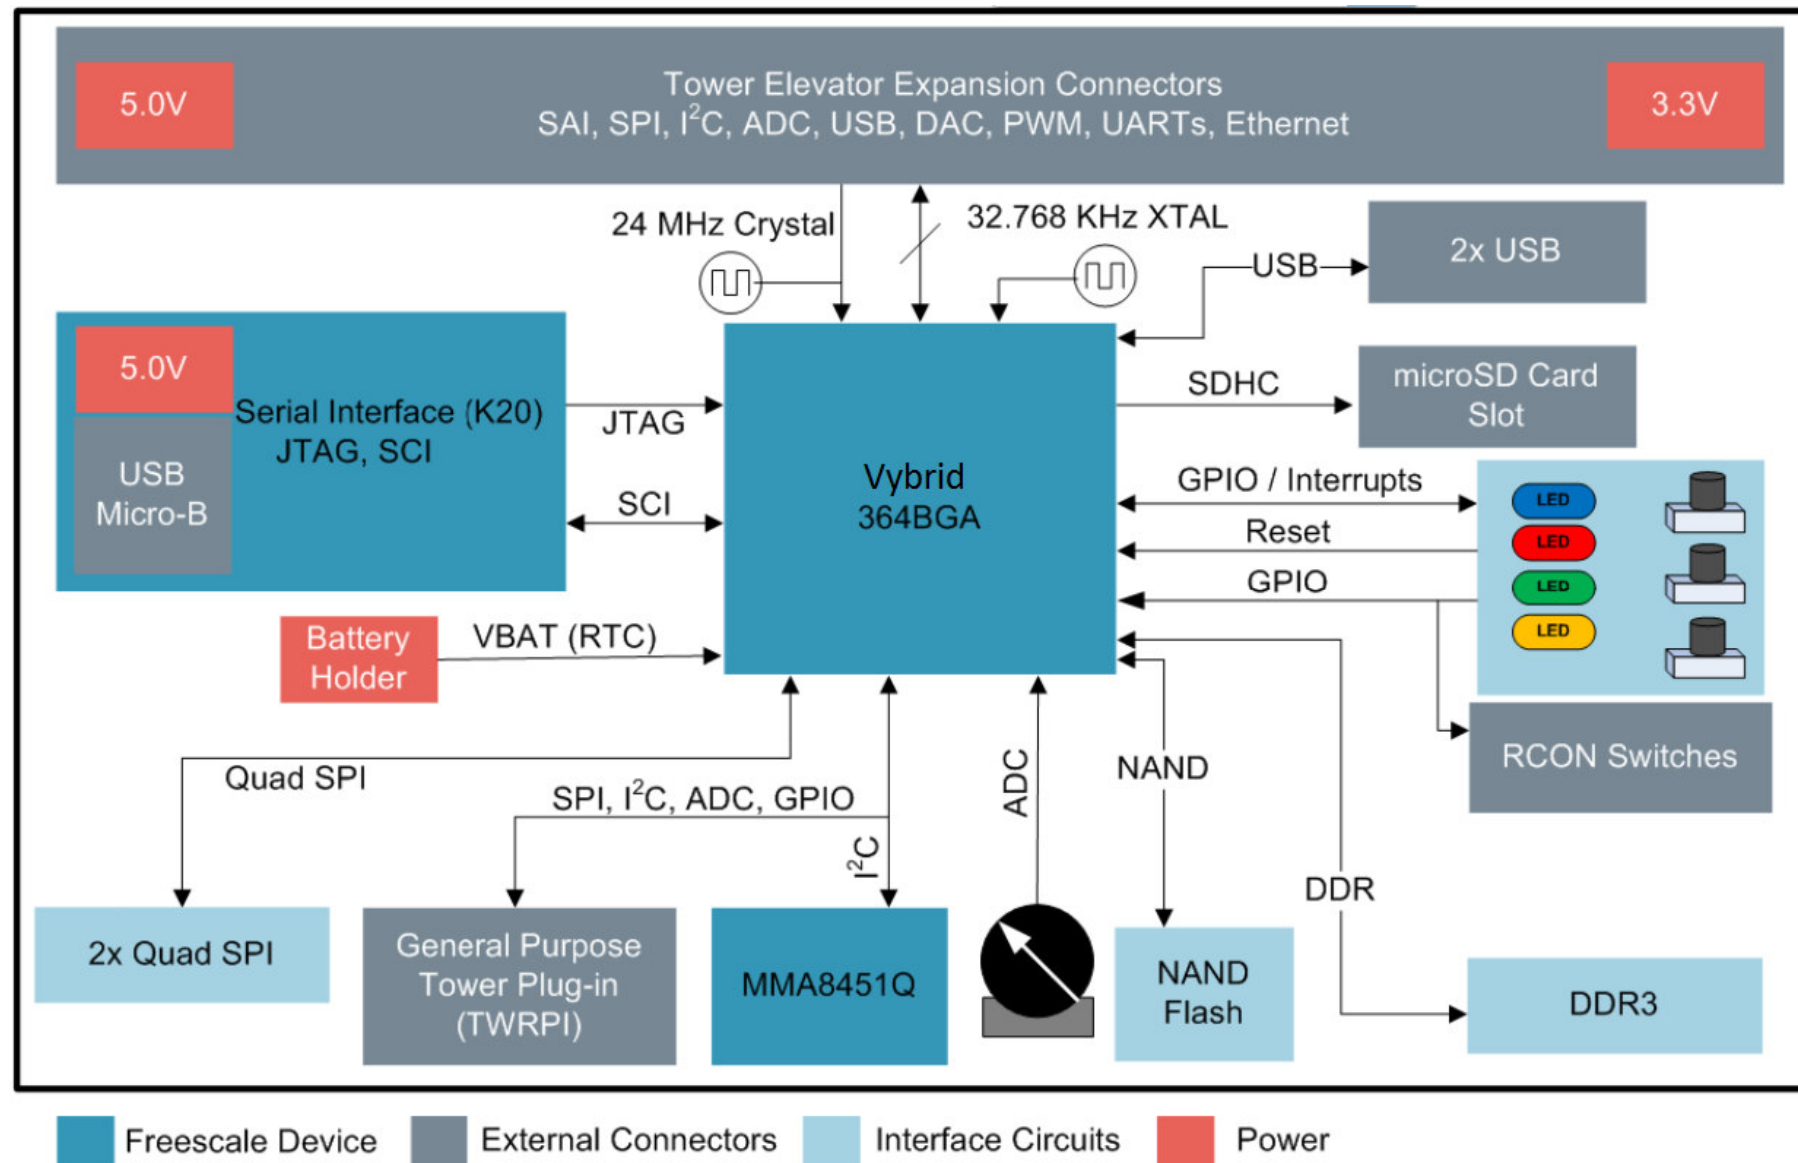 5.0V
Tower Elevator Expansion Connectors
SAI, SPI, I²C, ADC, USB, DAC, PWM, UARTs, Ethernet
3.3V
24 MHz Crystal
32.768 KHz XTAL
USB
2x USB
5.0V
Serial Interface (K20)
JTAG, SCI
USB
Micro-B
JTAG
SCI
Vybrid
364BGA
SDHC
microSD Card
Slot
GPIO / Interrupts
Reset
GPIO
LED
LED
LED
LED
Battery
Holder
VBAT (RTC)
RCON Switches
Quad SPI
SPI, I²C, ADC, GPIO
I²C
ADC
NAND
DDR
2x Quad SPI
General Purpose
Tower Plug-in
(TWRPI)
MMA8451Q
NAND
Flash
DDR3
Freescale Device
External Connectors
Interface Circuits
Power